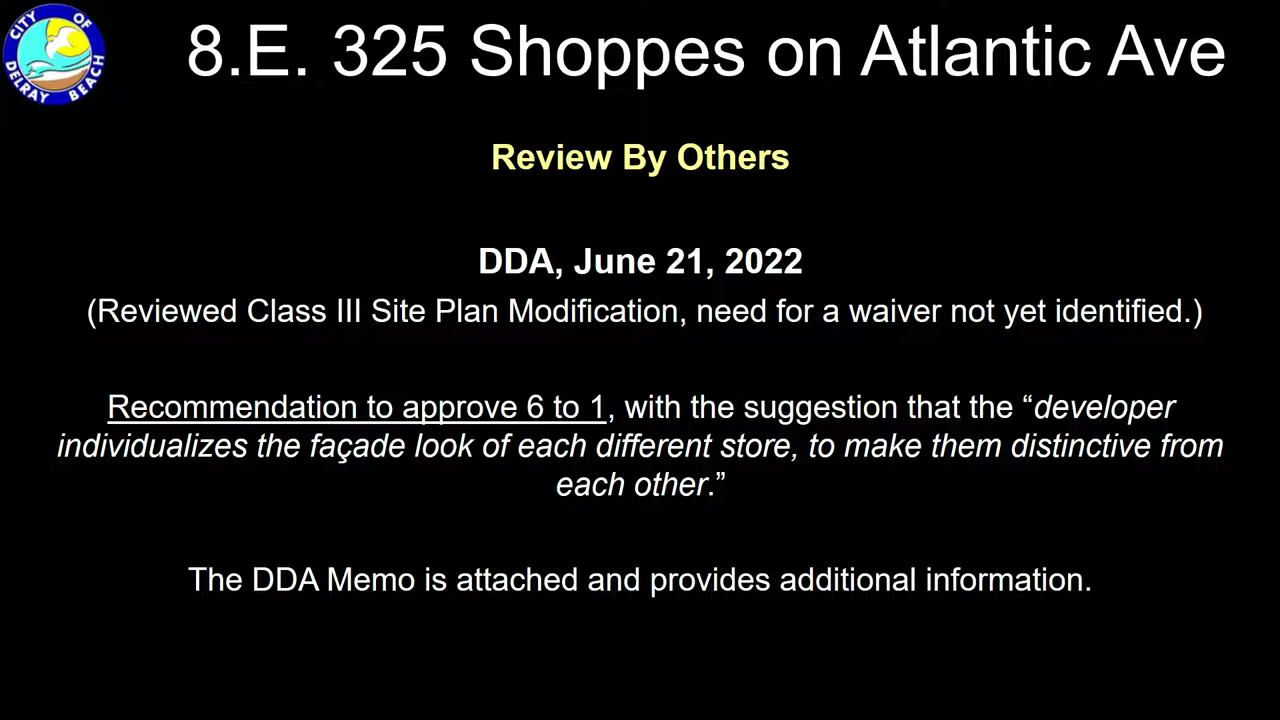 CITY OF
DELRAY BEACH
8.E. 325 Shoppes on Atlantic Ave
Review By Others
DDA, June 21, 2022
(Reviewed Class III Site Plan Modification, need for a waiver not yet identified.)
Recommendation to approve 6 to 1, with the suggestion that the “developer
individualizes the façade look of each different store, to make them distinctive from
each other.”
The DDA Memo is attached and provides additional information.